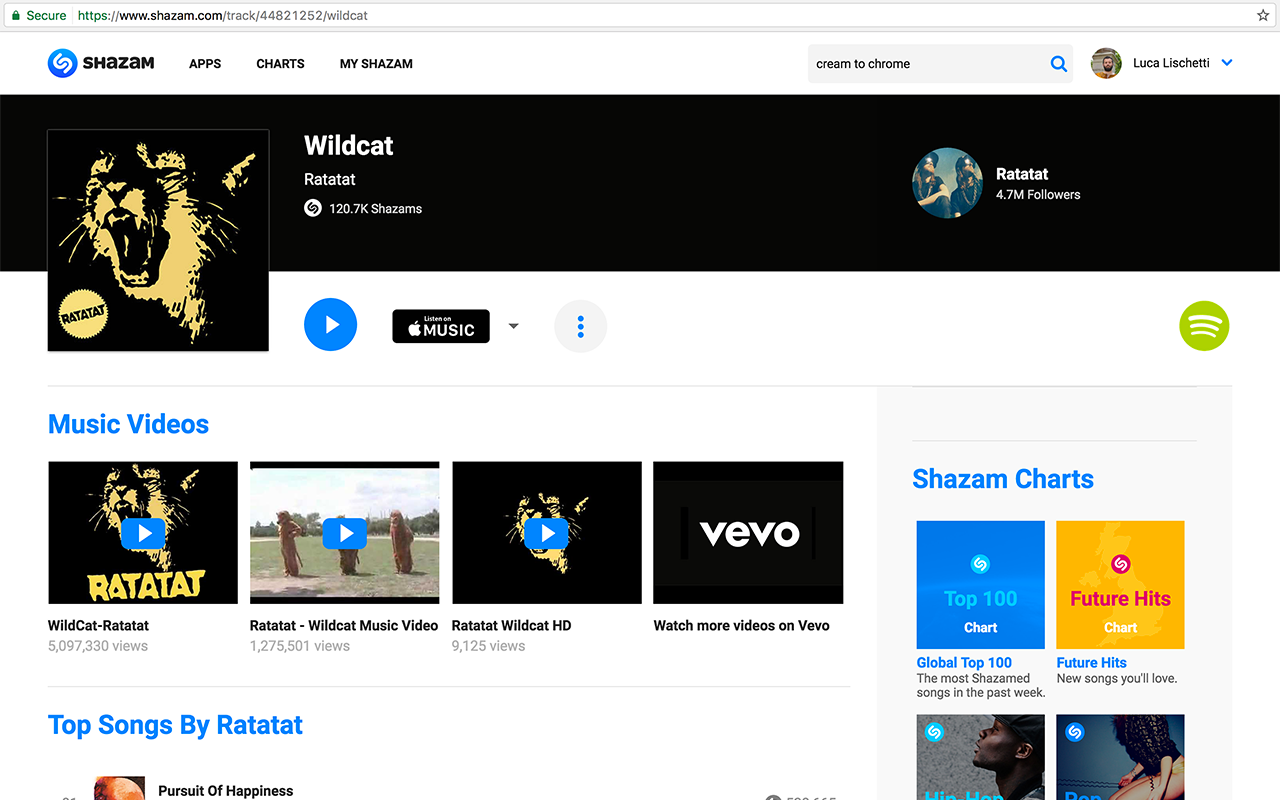 Secure https://www.shazam.com/track/44821252/wildcat
SHAZAM APPS CHARTS MY SHAZAM cream to chrome Luca Lischetti
Wildcat
Ratatat
120.7K Shazams
Ratatat
4.7M Followers
RATATAT
Listen on
MUSIC
Music Videos
RATATAT
vevo
WildCat-Ratatat
5,097,330 views
Ratatat - Wildcat Music Video
1,275,501 views
Ratatat Wildcat HD
9,125 views
Watch more videos on Vevo
Shazam Charts
Top 100
Chart
Future Hits
Chart
Global Top 100
The most Shazamed
songs in the past week.
Future Hits
New songs you'll love.
Hip-Hop
Pop
Top Songs By Ratatat
Pursuit Of Happiness